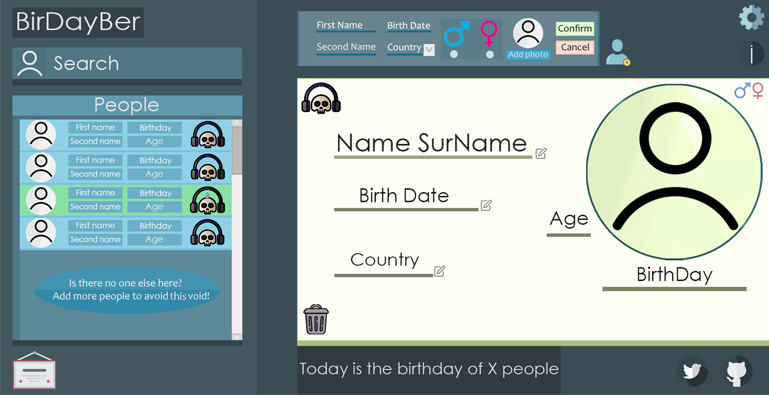 BirDayBer
Search
People
First name Birthday
Second name Age
First name Birthday
Second name Age
First name Birthday
Second name Age
First name Birthday
Second name Age
Is there no one else here?
Add more people to avoid this void!
First Name Birth Date
Second Name Country
Add photo
Confirm
Cancel
i
Name SurName
Birth Date
Age
Country
BirthDay
Today is the birthday of X people